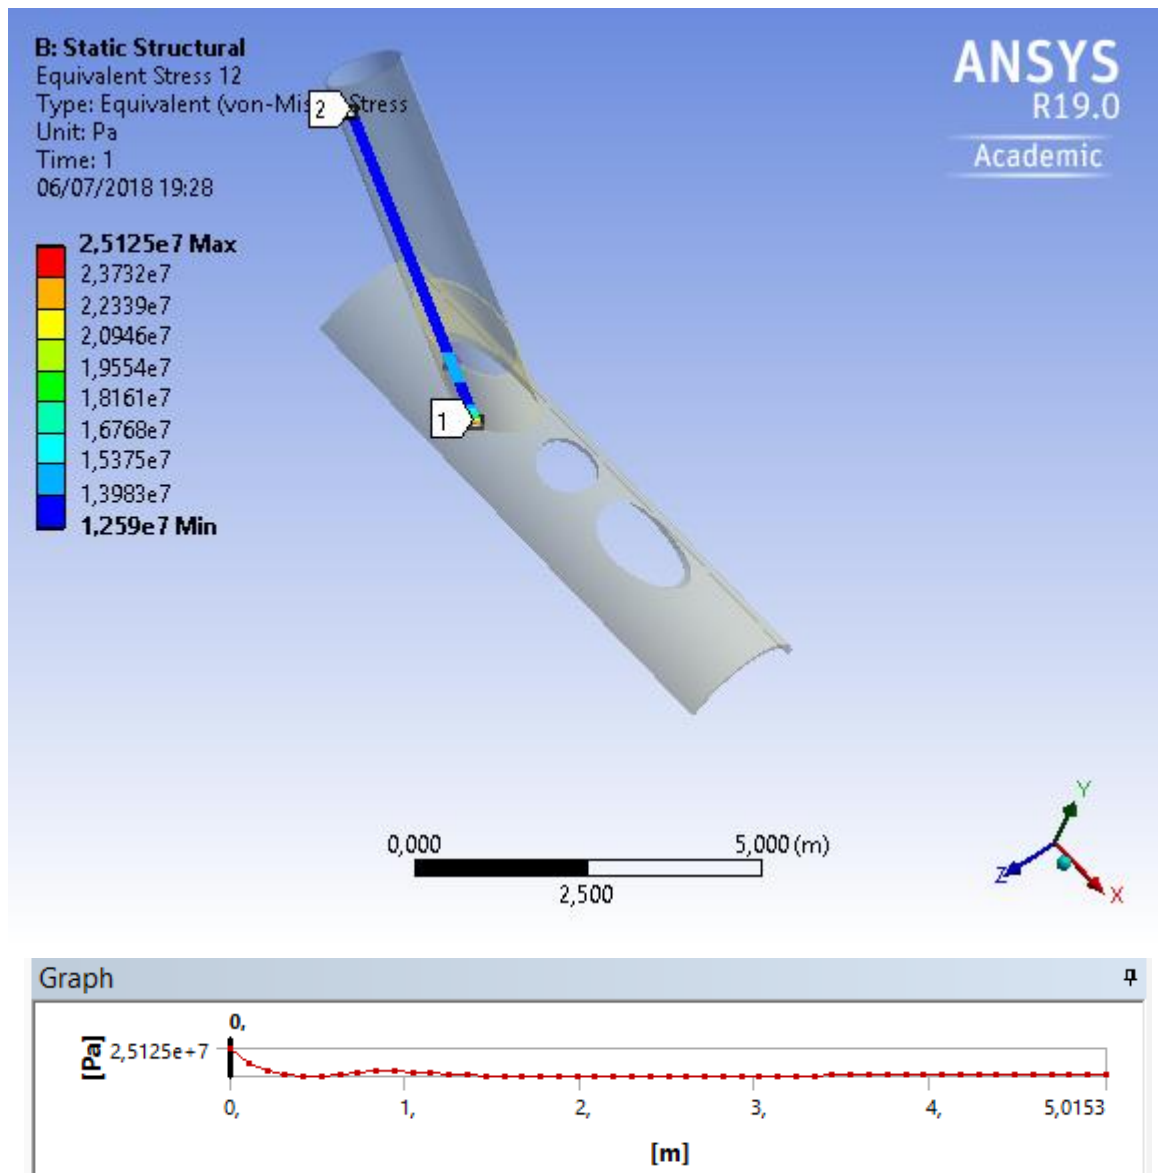 B: Static Structural
Equivalent Stress 12
Type: Equivalent (von-Mis Stress
Unit: Pa
Time: 1
06/07/2018 19:28
2,5125e7 Max
2,3732e7
2,2339e7
2,0946e7
1,9554e7
1,8161e7
1,6768e7
1,5375e7
1,3983e7
1,259e7 Min
ANSYS
R19.0
Academic
2
1
0,000 5,000 (m)
2,500
Y
Z
X
Graph
0,
[Pa]
2,5125e+7
0, 1, 2, 3, 4, 5,0153
[m]